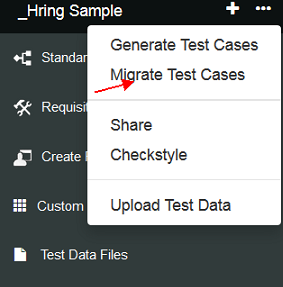 _Hring Sample
Generate Test Cases
Migrate Test Cases
Standar
Requisit
Share
Checkstyle
Create
Custom
Upload Test Data
Test Data Files